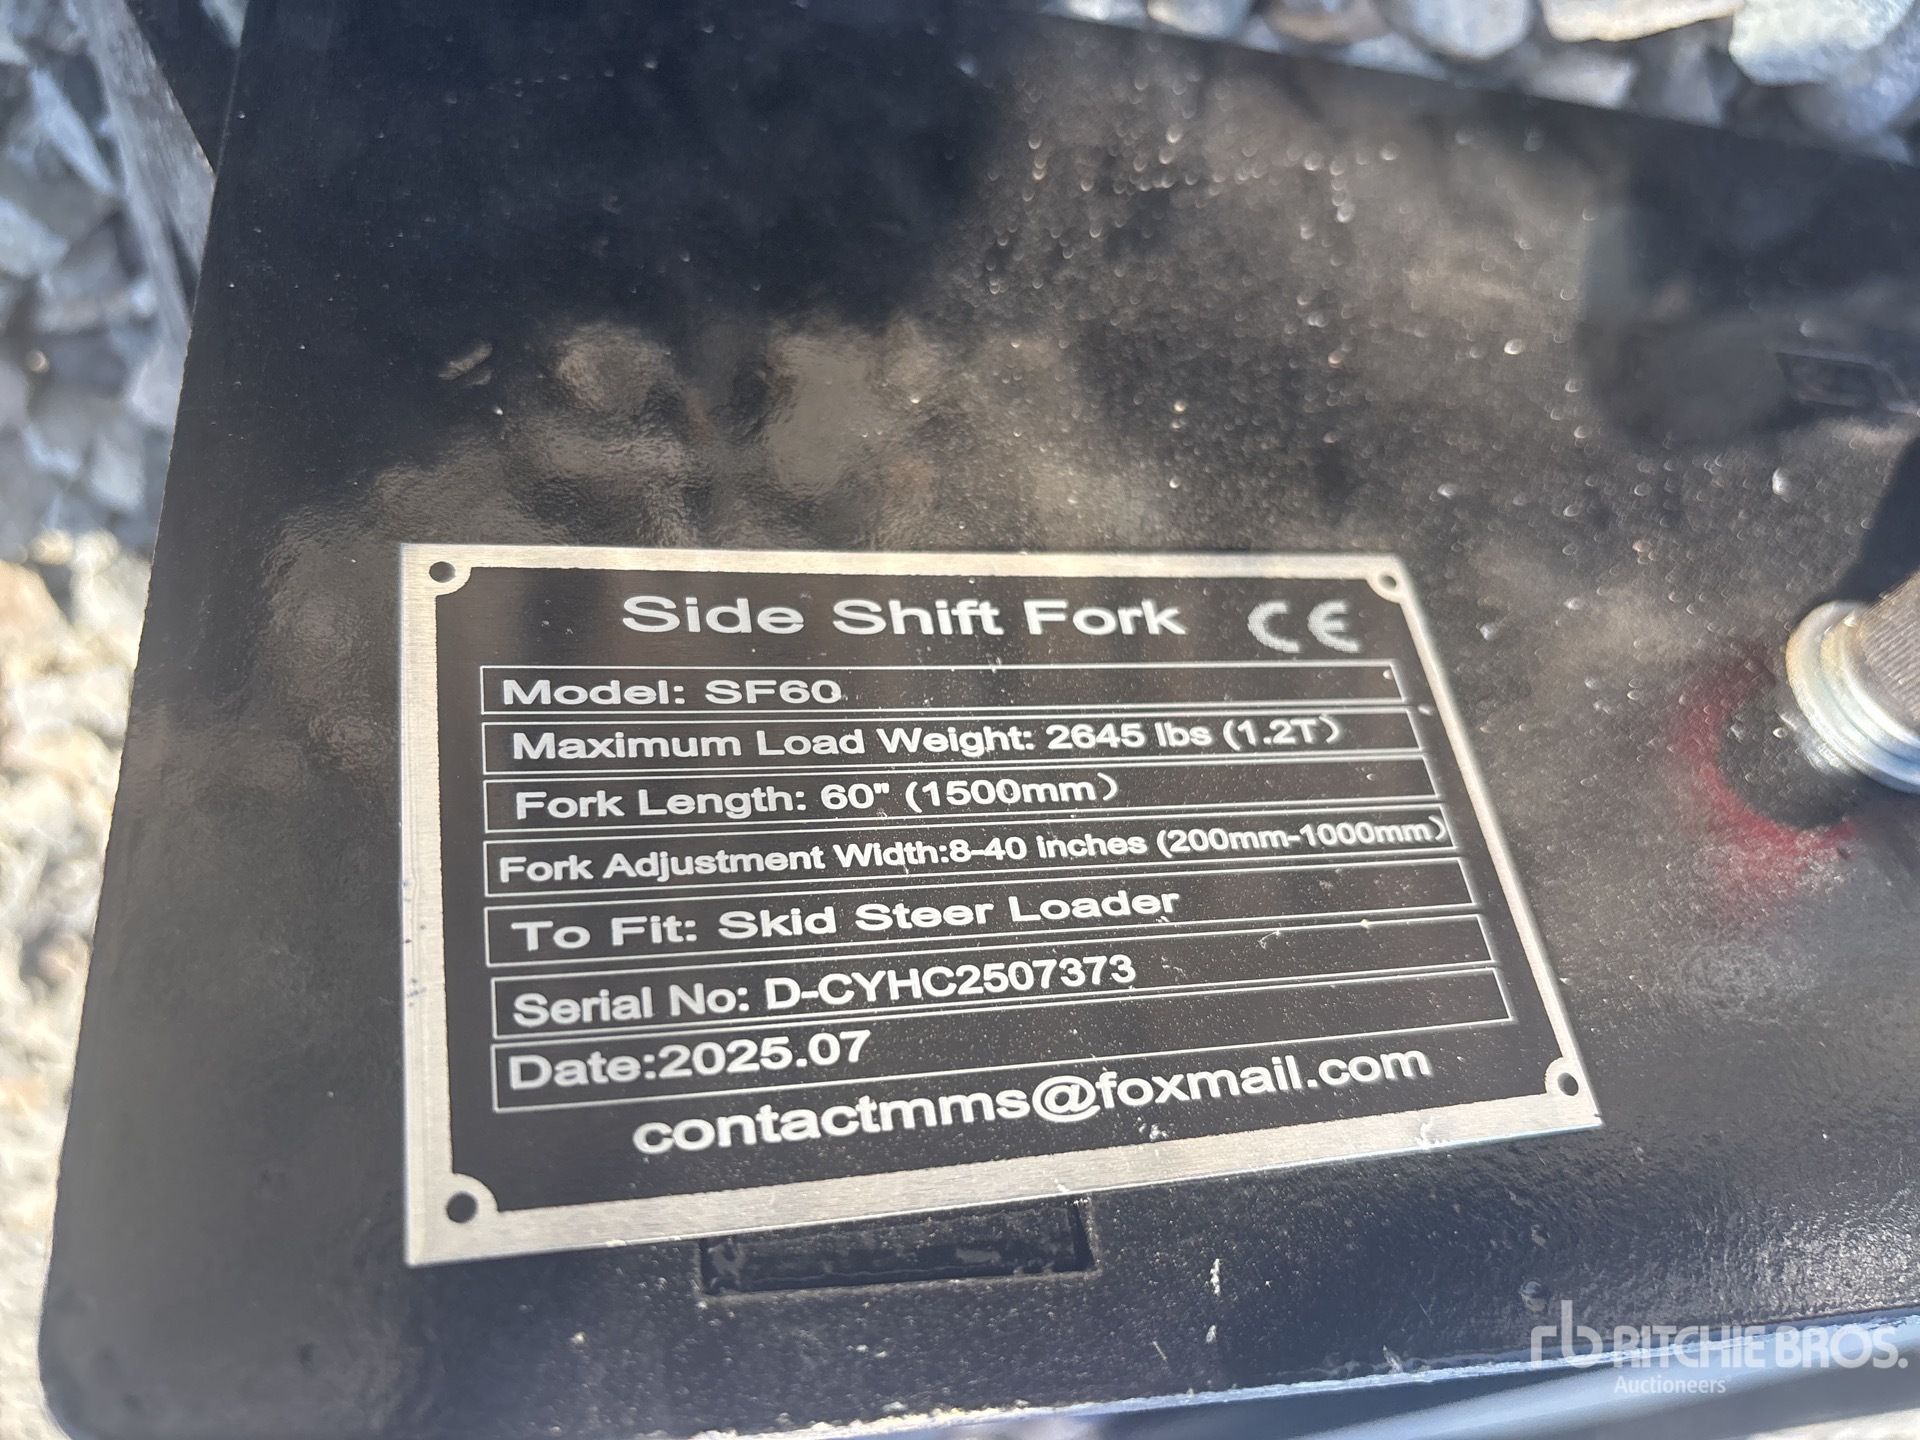 Side Shift Fork CE
Model: SF60
Maximum Load Weight: 2645 lbs (1.2T)
Fork Length: 60" (1500mm)
Fork Adjustment Width:8-40 inches (200mm-1000mm)
To Fit: Skid Steer Loader
Serial No: D-CYHC2507373
Date:2025.07
contactmms@foxmail.com
rb RITCHIE BROS.
Auctioneers